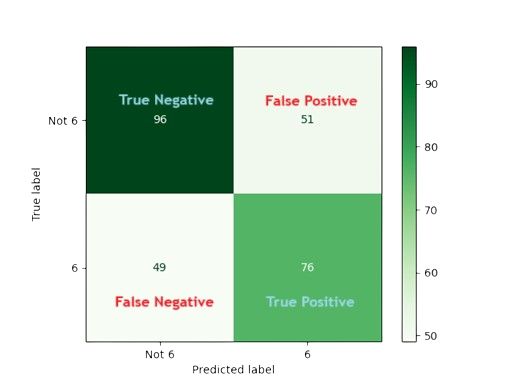 True Negative
False Positive
Not 6
96
51
90
80
70
60
50
True label
6
49
76
False Negative
True Positive
Not 6
6
Predicted label